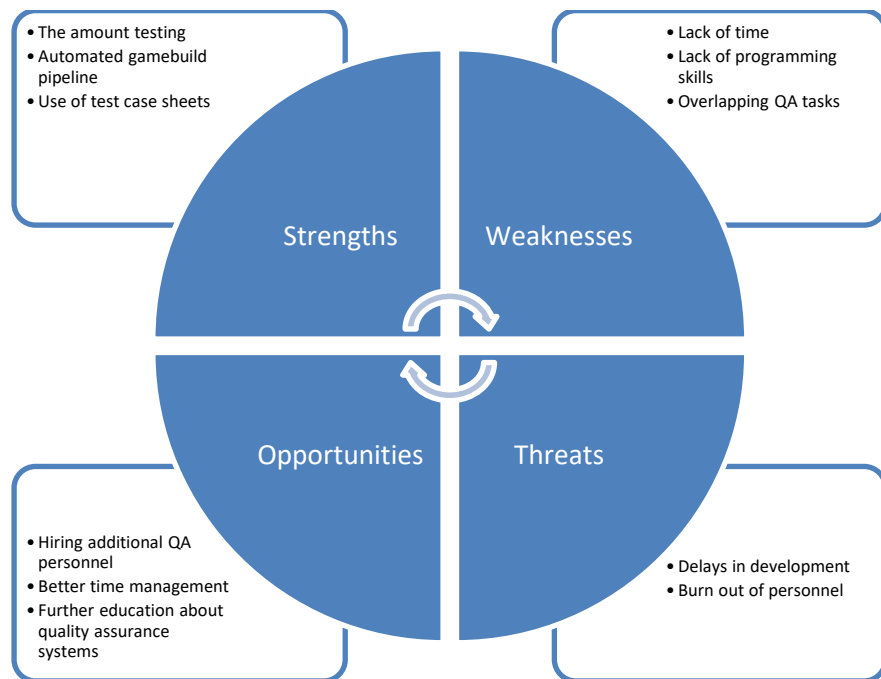 • The amount testing
• Automated gamebuild
pipeline
• Use of test case sheets
• Lack of time
• Lack of programming
skills
• Overlapping QA tasks
Strengths
Weaknesses
Opportunities
Threats
• Hiring additional QA
personnel
• Better time management
• Further education about
quality assurance
systems
• Delays in development
• Burn out of personnel